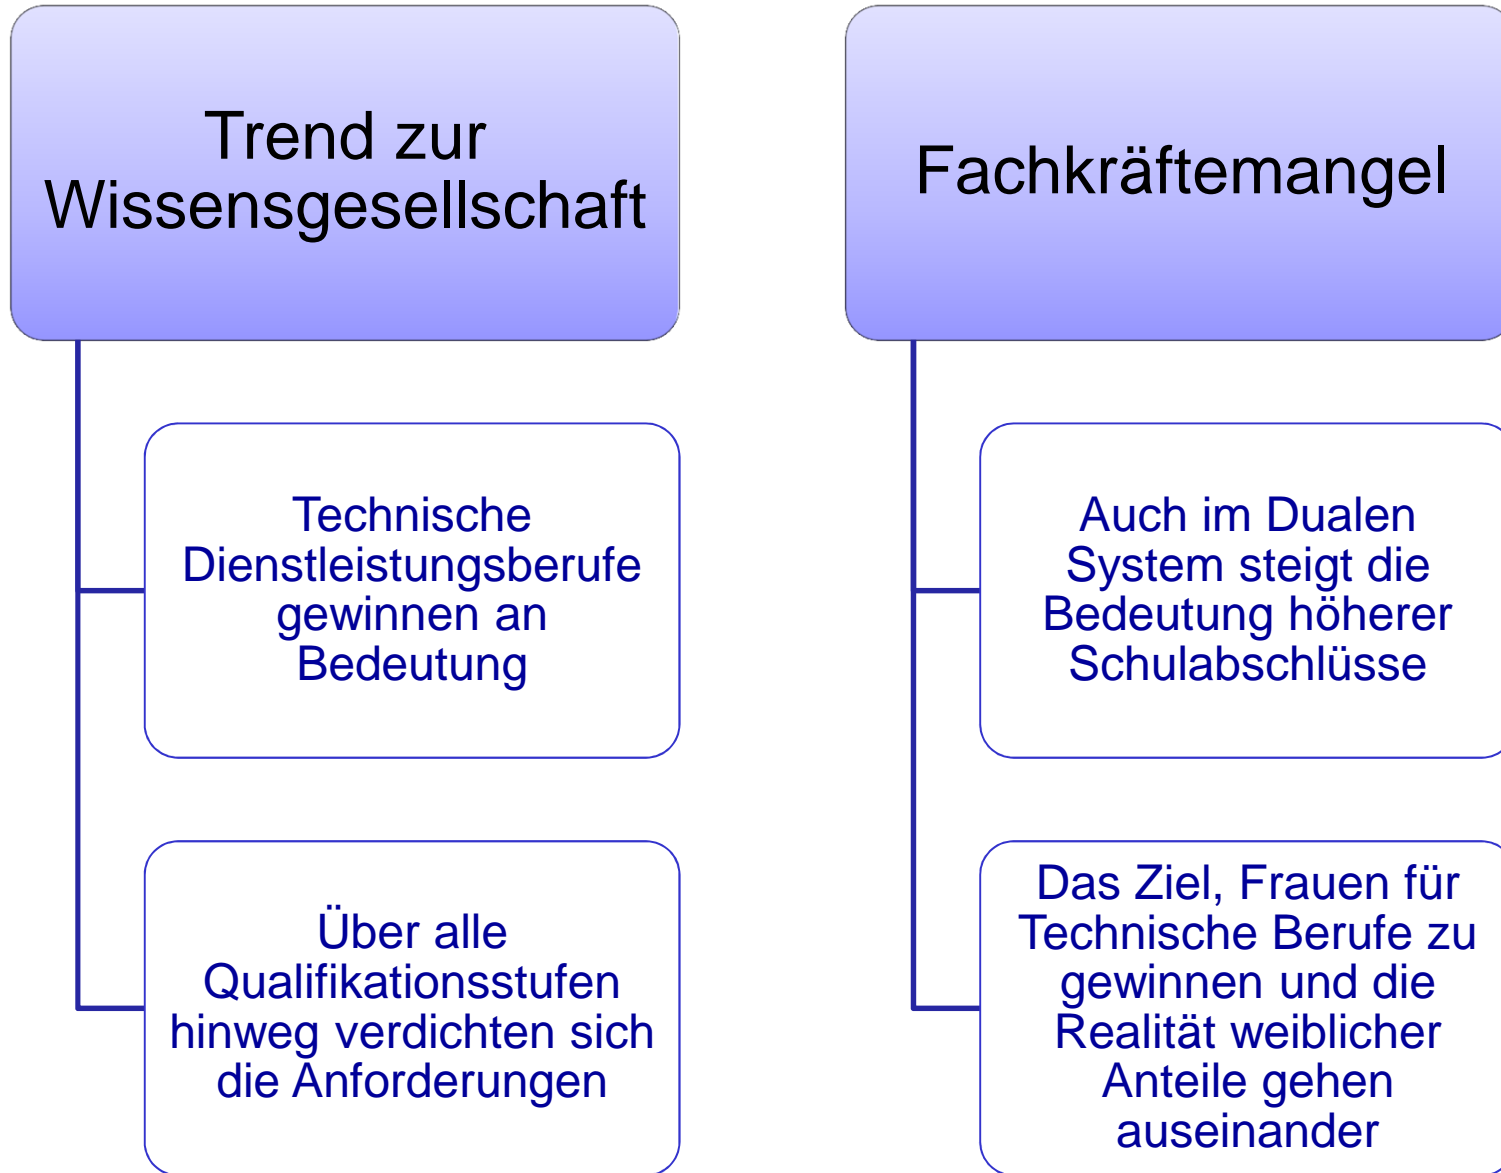 Trend zur
Wissensgesellschaft
Technische
Dienstleistungsberufe
gewinnen an
Bedeutung
Über alle
Qualifikationsstufen
hinweg verdichten sich
die Anforderungen
Fachkräftemangel
Auch im Dualen
System steigt die
Bedeutung höherer
Schulabschlüsse
Das Ziel, Frauen für
Technische Berufe zu
gewinnen und die
Realität weiblicher
Anteile gehen
auseinander